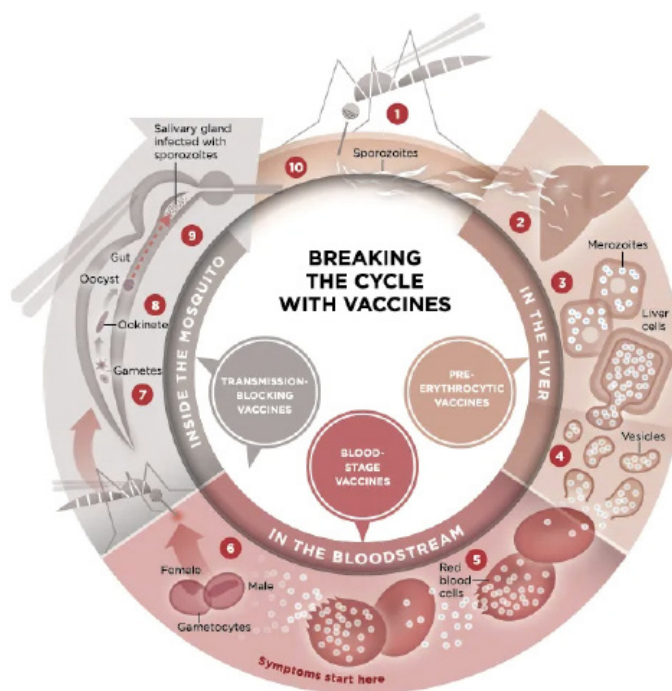 1
Salivary gland
infected with
sporozoites
10
Sporozoites
2
9
BREAKING
THE CYCLE
WITH VACCINES
Merozoites
3
Gut
Oocyst
8
Ookinete
Liver
cells
IN THE LIVER
INSIDE THE MOSQUITO
Gametes
7
TRANSMISSION-
BLOCKING
VACCINES
PRE-
ERYTHROCYTIC
VACCINES
BLOOD-
STAGE
VACCINES
Vesicles
4
IN THE BLOODSTREAM
6
5
Female
Male
Gametocytes
Red
blood
cells
Symptoms start here